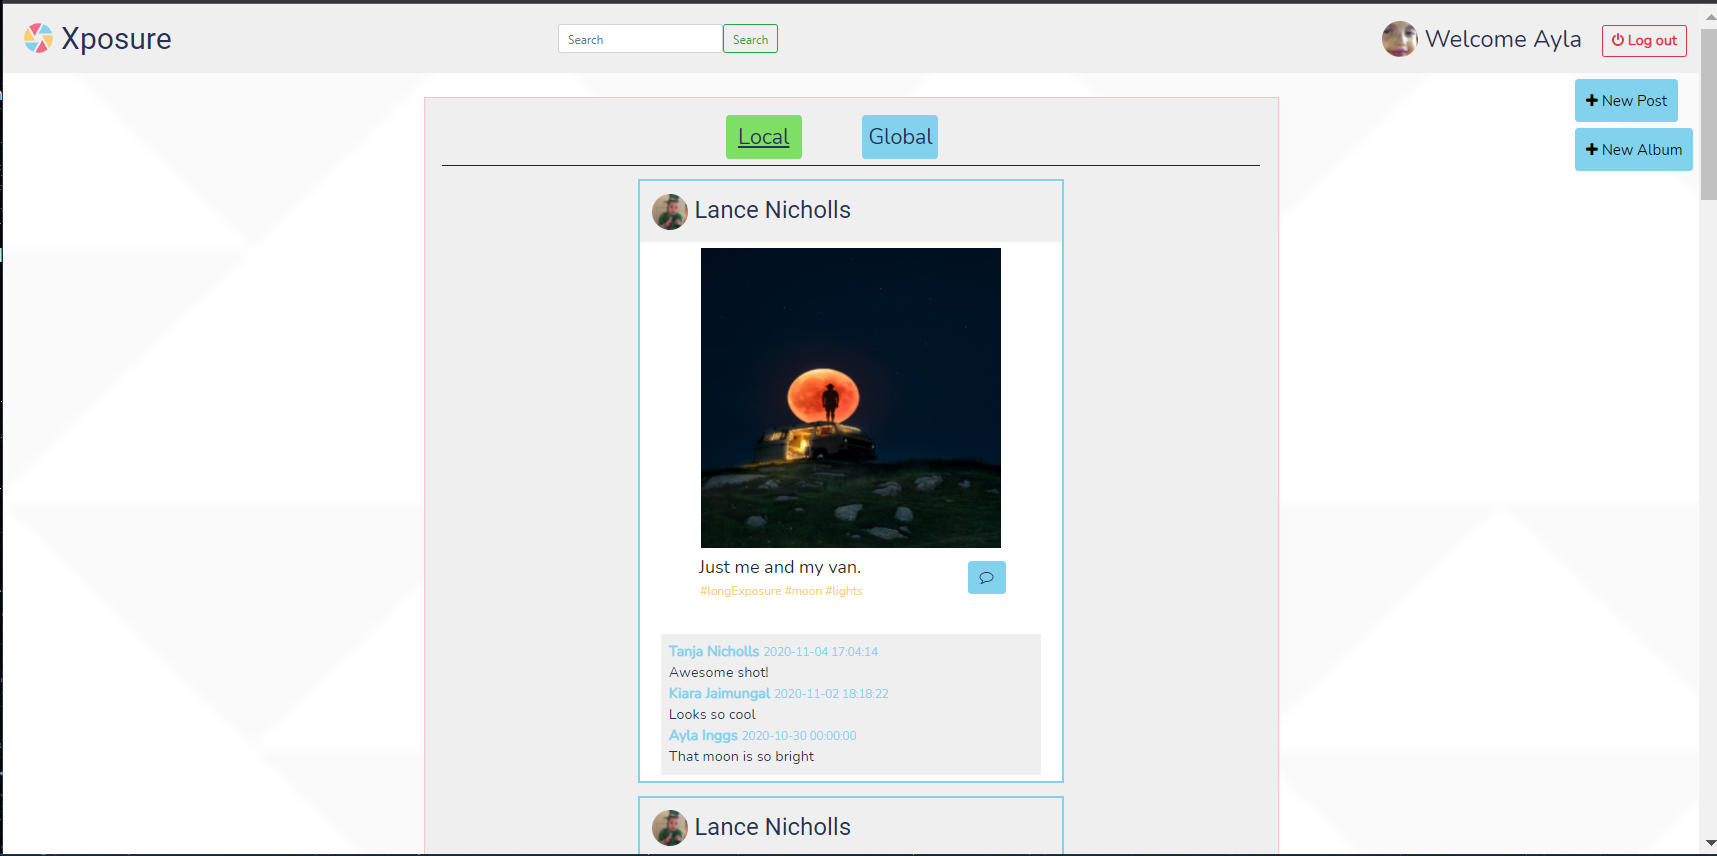 Xposure
Search Search
Welcome Ayla
Log out
New Post
New Album
Local Global
Lance Nicholls
Just me and my van.
#longExposure #moon #lights
Tanja Nicholls 2020-11-04 17:04:14
Awesome shot!
Kiara Jaimungal 2020-11-02 18:18:22
Looks so cool
Ayla Inggs 2020-10-30 00:00:00
That moon is so bright
Lance Nicholls